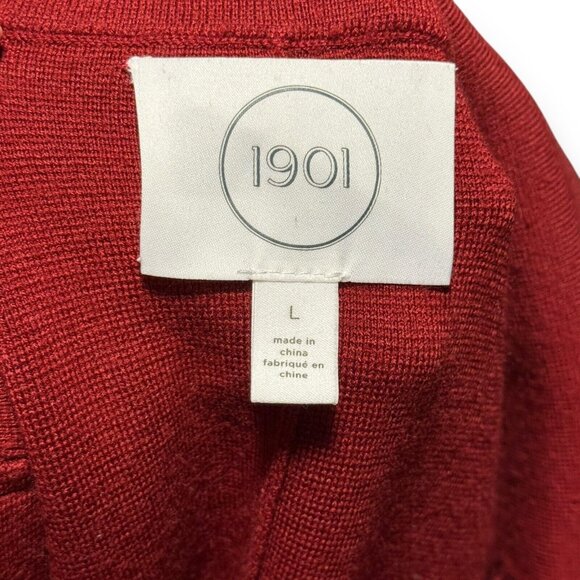 1901
L
made in
china
fabriqué en
chine